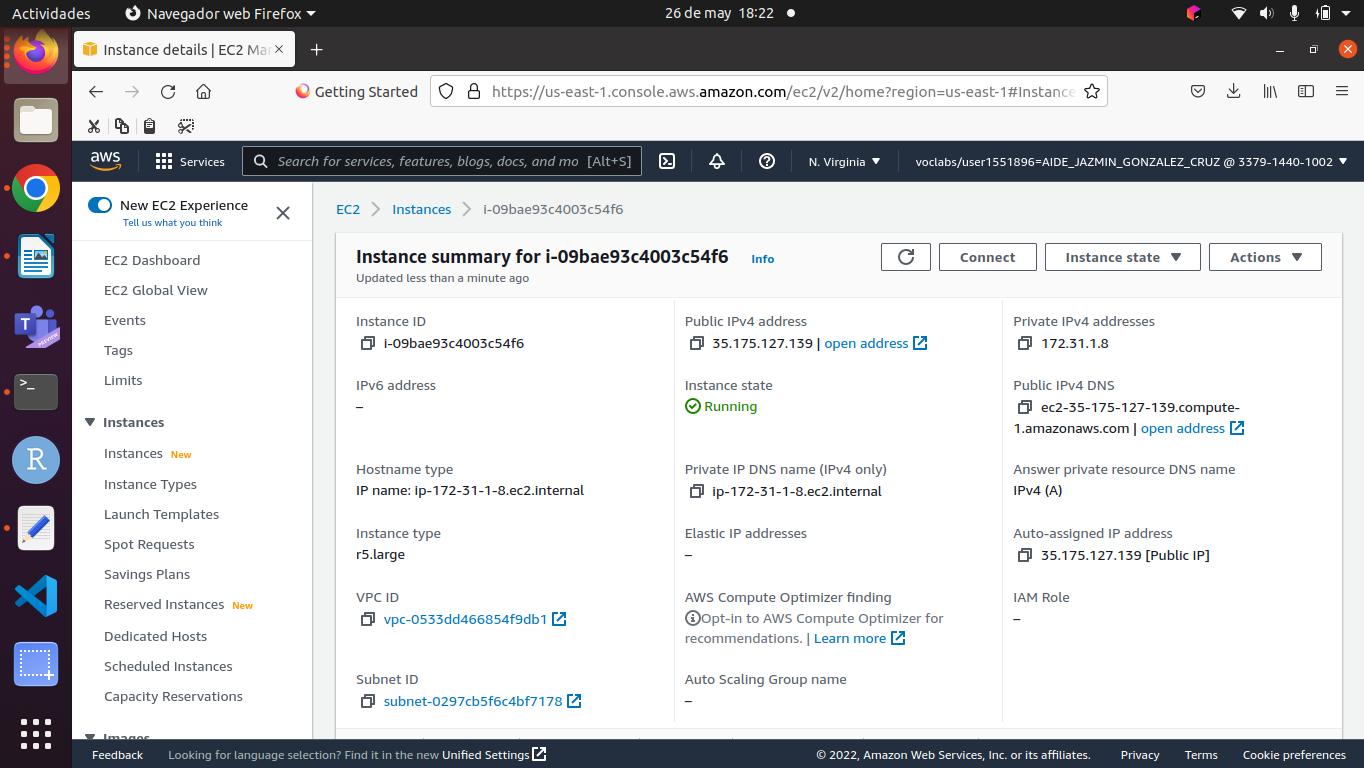 Actividades
Navegador web Firefox
26 de may 18:22
Instance details | EC2 Ma
Getting Started
https://us-east-1.console.aws.amazon.com/ec2/v2/home?region=us-east-1#Instance
aws
Services
Search for services, features, blogs, docs, and mo [Alt+S]
N. Virginia
voclabs/user1551896=AIDE_JAZMIN_GONZALEZ_CRUZ @ 3379-1440-1002
New EC2 Experience
Tell us what you think
EC2 Dashboard
EC2 Global View
Events
Tags
Limits
Instances
Instances New
Instance Types
Launch Templates
Spot Requests
Savings Plans
Reserved Instances New
Dedicated Hosts
Scheduled Instances
Capacity Reservations
Images
EC2
Instances
i-09bae93c4003c54f6
Instance summary for i-09bae93c4003c54f6 Info
Updated less than a minute ago
Connect
Instance state
Actions
Instance ID
i-09bae93c4003c54f6
Public IPv4 address
35.175.127.139 | open address
Private IPv4 addresses
172.31.1.8
IPv6 address
–
Instance state
Running
Public IPv4 DNS
ec2-35-175-127-139.compute-
1.amazonaws.com | open address
Hostname type
IP name: ip-172-31-1-8.ec2.internal
Private IP DNS name (IPv4 only)
ip-172-31-1-8.ec2.internal
Answer private resource DNS name
IPv4 (A)
Instance type
r5.large
Elastic IP addresses
–
Auto-assigned IP address
35.175.127.139 [Public IP]
VPC ID
vpc-0533dd466854f9db1
AWS Compute Optimizer finding
Opt-in to AWS Compute Optimizer for
recommendations. | Learn more
IAM Role
–
Subnet ID
subnet-0297cb5f6c4bf7178
Auto Scaling Group name
–
Feedback
Looking for language selection? Find it in the new Unified Settings
© 2022, Amazon Web Services, Inc. or its affiliates.
Privacy
Terms
Cookie preferences